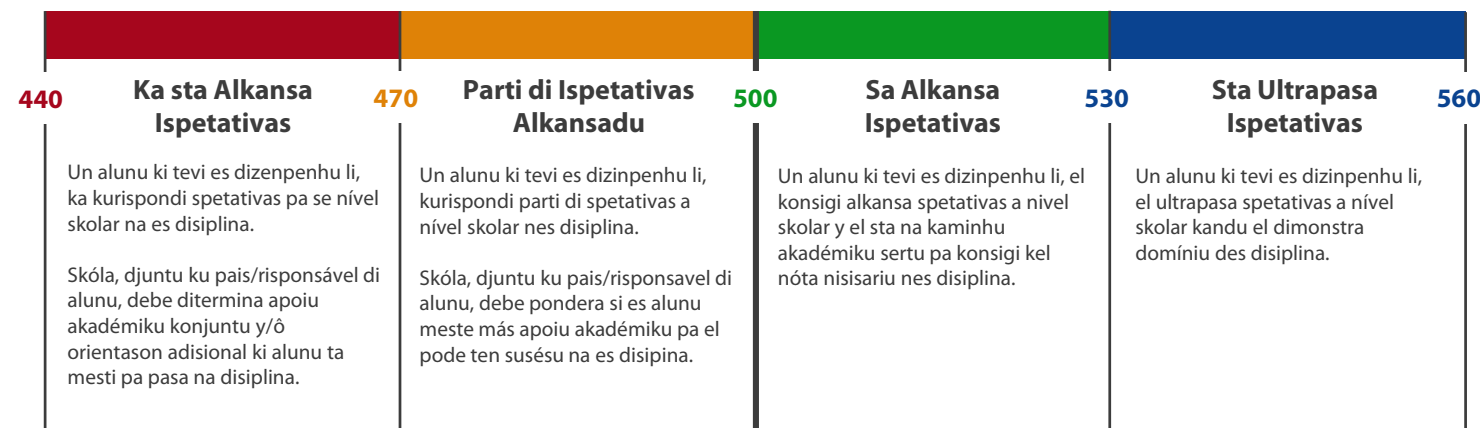 440
Ka sta Alkansa
Ispetativas
Un alunu ki tevi es dizenpenhu li,
ka kurispondi spetativas pa se nível
skolar na es disiplina.
Skóla, djuntu ku pais/risponsável di
alunu, debe ditermina apoiu
akadémiku konjuntu y/ô
orientason adisional ki alunu ta
mesti pa pasa na disiplina.
470
Parti di Ispetativas
Alkansadu
Un alunu ki tevi es dizinpenhu li,
kurispondi parti di spetativas a
nível skolar nes disiplina.
Skóla, djuntu ku pais/risponsavel di
alunu, debe pondera si es alunu
meste más apoiu akadémiku pa el
pode ten susésu na es disipina.
500
Sa Alkansa
Ispetativas
Un alunu ki tevi es dizinpenhu li, el
konsigi alkansa spetativas a nivel
skolar y el sta na kaminhu
akadémiku sertu pa konsigi kel
nóta nisisariu nes disiplina.
530
Sta Ultrapasa
Ispetativas
Un alunu ki tevi es dizinpenhu li,
el ultrapasa spetativas a nível
skolar kandu el dimonstra
domíniu des disiplina.
560